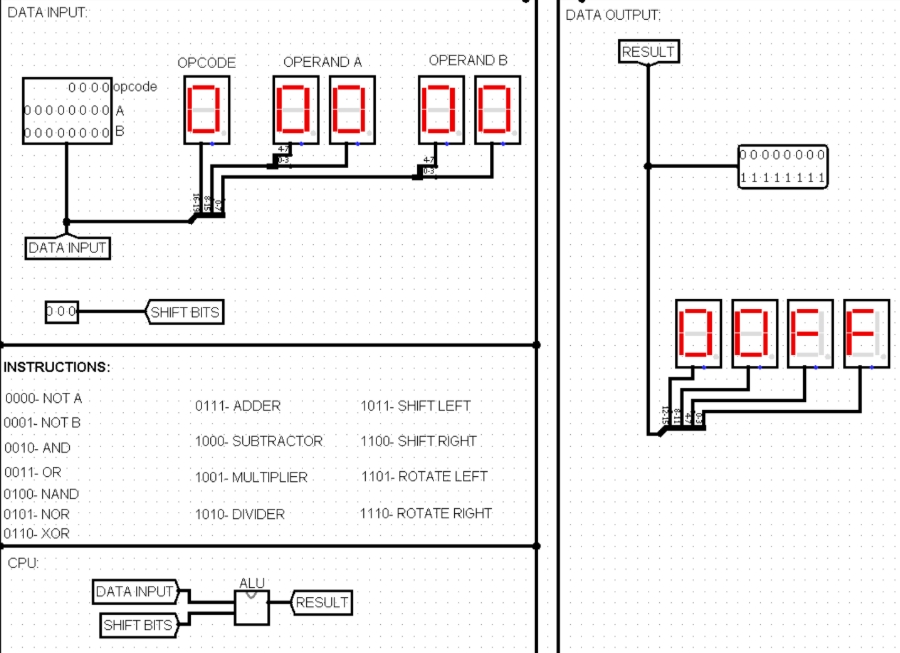 DATA INPUT:
OPCODE
OPERAND A
OPERAND B
0 0 0 0 opcode
0 0 0 0 0 0 0 0 A
0 0 0 0 0 0 0 0 B
0
0 0
0 0
4-7
0-3
4-7
0-3
16-19
8-15
0-7
DATA INPUT
0 0 0
SHIFT BITS
INSTRUCTIONS:
0000- NOT A
0001- NOT B
0010- AND
0011- OR
0100- NAND
0101- NOR
0110- XOR
0111- ADDER
1000- SUBTRACTOR
1001- MULTIPLIER
1010- DIVIDER
1011- SHIFT LEFT
1100- SHIFT RIGHT
1101- ROTATE LEFT
1110- ROTATE RIGHT
CPU:
DATA INPUT
SHIFT BITS
ALU
RESULT
DATA OUTPUT:
RESULT
0 0 0 0 0 0 0 0
1 1 1 1 1 1 1 1
0 0 F F
12-15
8-11
4-7
0-3